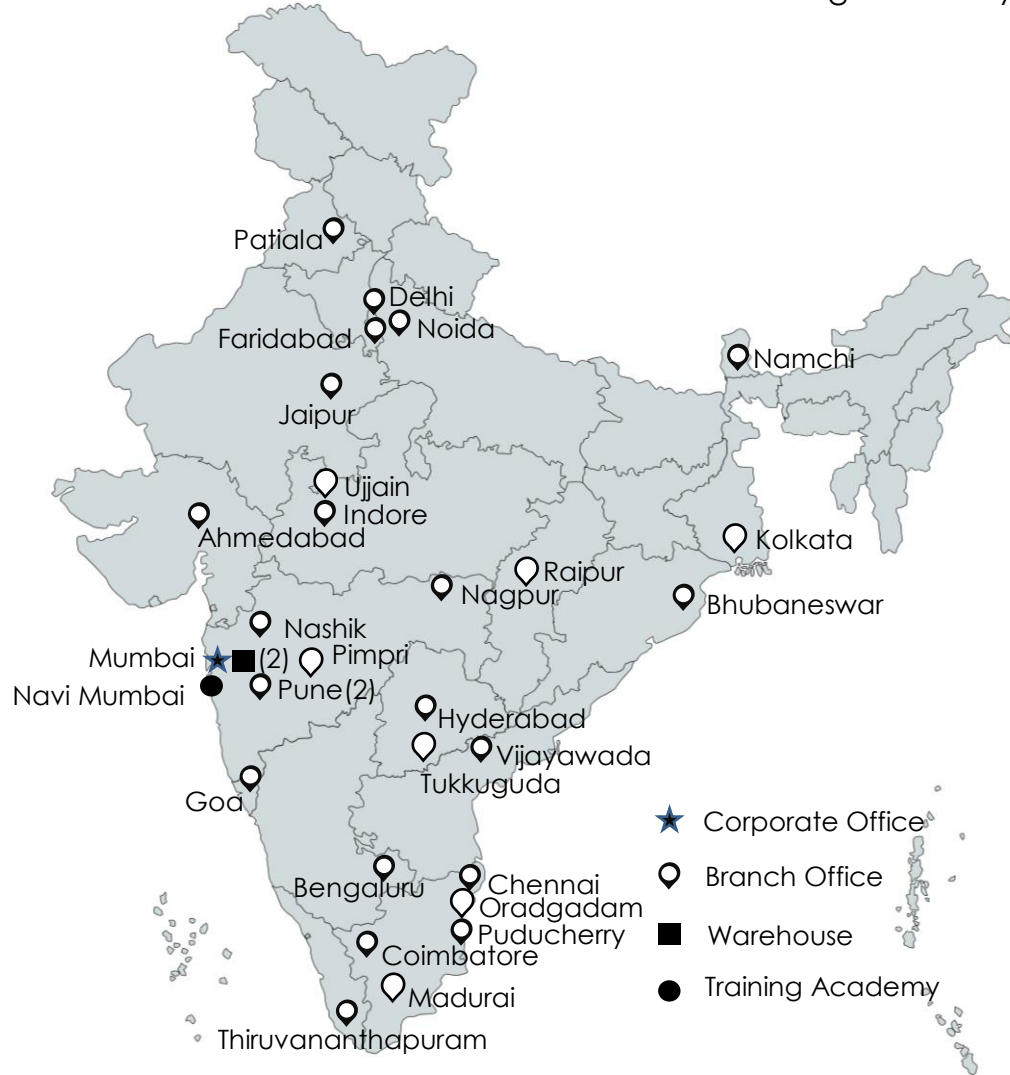 Patiala
Delhi
Faridabad
Noida
Namchi
Jaipur
Ujjain
Indore
Ahmedabad
Kolkata
Raipur
Nagpur
Bhubaneswar
Nashik
Mumbai (2)
Pimpri
Navi Mumbai
Pune(2)
Hyderabad
Vijayawada
Tukkuguda
Goa
Corporate Office
Bengaluru
Chennai
Branch Office
Oradgadam
Puducherry
Warehouse
Coimbatore
Madurai
Training Academy
Thiruvananthapuram